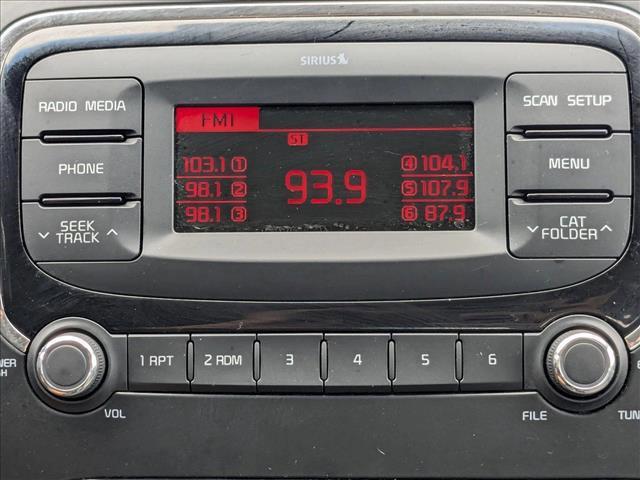 SIRIUS
RADIO MEDIA
SCAN SETUP
FM1
ST
PHONE
MENU
103.1 1
98.1 2
98.1 3
93.9
4 104.1
5 107.9
6 87.9
SEEK
TRACK
CAT
FOLDER
1 RPT
2 RDM
3
4
5
6
VOL
FILE